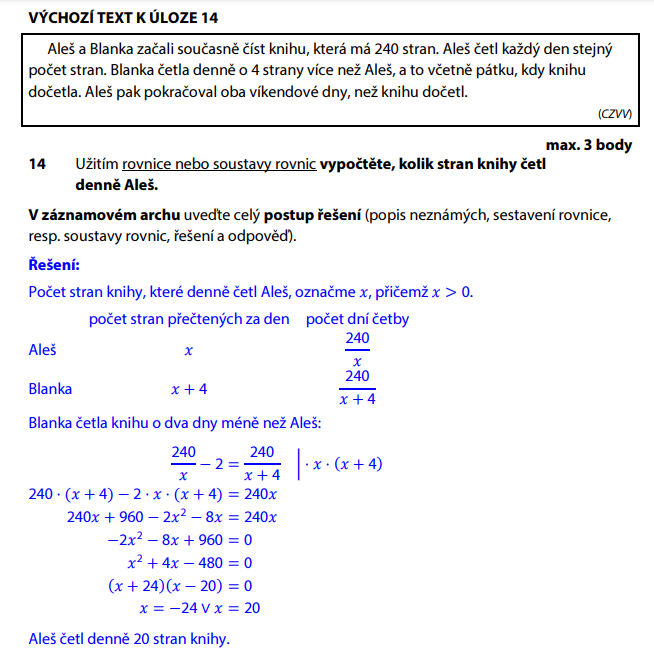 VÝCHOZÍ TEXT K ÚLOZE 14
Aleš a Blanka začali současně číst knihu, která má 240 stran. Aleš četl každý den stejný
počet stran. Blanka četla denně o 4 strany více než Aleš, a to včetně pátku, kdy knihu
dočetla. Aleš pak pokračoval oba víkendové dny, než knihu dočetl.
(CZVV)
max. 3 body
14 Užitím rovnice nebo soustavy rovnic vypočtěte, kolik stran knihy četl
denně Aleš.
V záznamovém archu uveďte celý postup řešení (popis neznámých, sestavení rovnice,
resp. soustavy rovnic, řešení a odpověď).
Řešení:
Počet stran knihy, které denně četl Aleš, označme x, přičemž x > 0.
počet stran přečtených za den počet dní četby
Aleš x 240/x
Blanka x + 4 240/(x + 4)
Blanka četla knihu o dva dny méně než Aleš:
240/x − 2 = 240/(x + 4) | · x · (x + 4)
240 · (x + 4) − 2 · x · (x + 4) = 240x
240x + 960 − 2x² − 8x = 240x
−2x² − 8x + 960 = 0
x² + 4x − 480 = 0
(x + 24)(x − 20) = 0
x = −24 ∨ x = 20
Aleš četl denně 20 stran knihy.